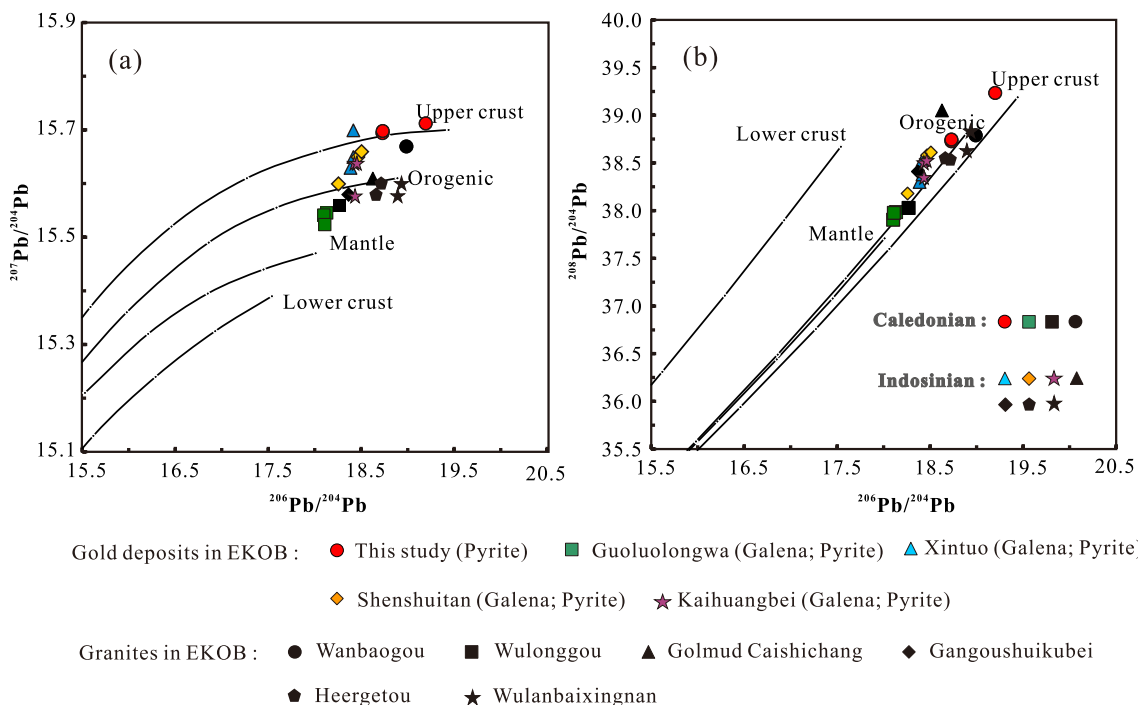 (a)
15.9
15.7
15.5
15.3
15.1
²⁰⁷Pb/²⁰⁴Pb
Upper crust
Orogenic
Mantle
Lower crust
15.5 16.5 17.5 18.5 19.5 20.5
²⁰⁶Pb/²⁰⁴Pb
(b)
40.0
39.5
39.0
38.5
38.0
37.5
37.0
36.5
36.0
35.5
²⁰⁸Pb/²⁰⁴Pb
Upper crust
Lower crust
Orogenic
Mantle
Caledonian :
Indosinian :
15.5 16.5 17.5 18.5 19.5 20.5
²⁰⁶Pb/²⁰⁴Pb
Gold deposits in EKOB : This study (Pyrite) Guoluolongwa (Galena; Pyrite) Xintuo (Galena; Pyrite)
Shenshuitan (Galena; Pyrite) Kaihuangbei (Galena; Pyrite)
Granites in EKOB : Wanbaogou Wulonggou Golmud Caishichang Gangoushuikubei
Heergetou Wulanbaixingnan